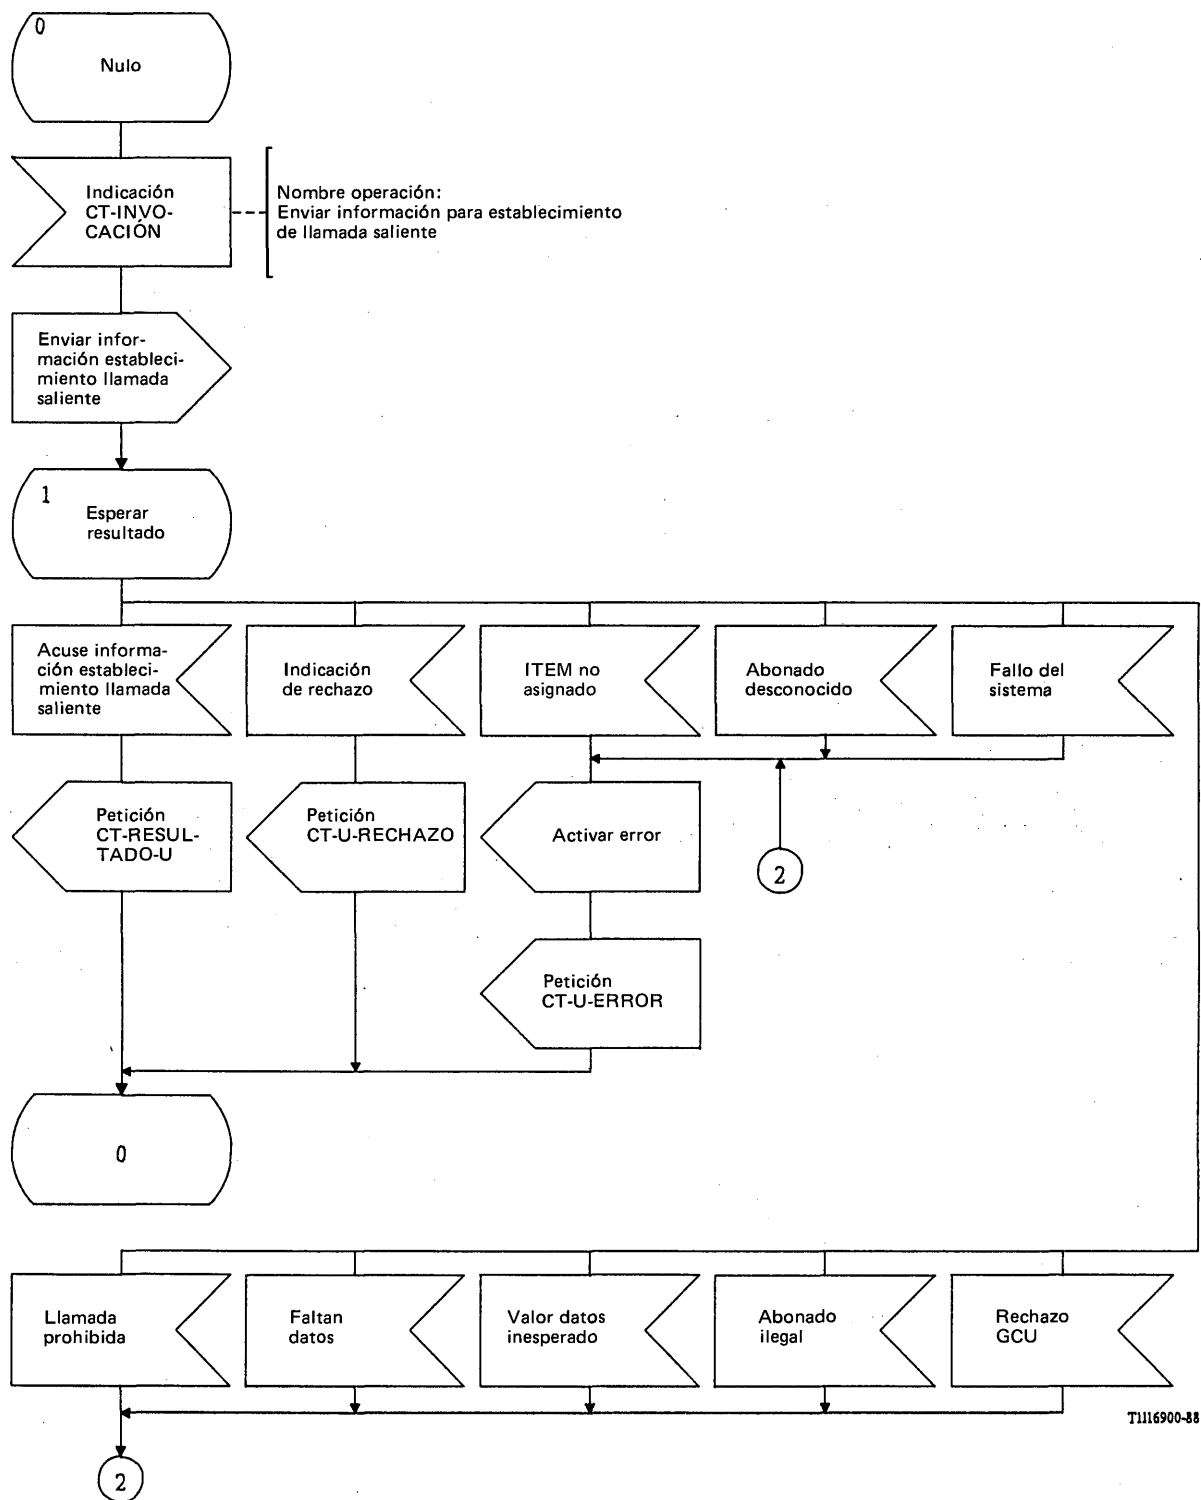 0
Nulo
Indicación
CT-INVO-
CACIÓN
Nombre operación:
Enviar información para establecimiento
de llamada saliente
Enviar infor-
mación estableci-
miento llamada
saliente
1
Esperar
resultado
Acuse informa-
ción estableci-
miento llamada
saliente
Indicación
de rechazo
ITEM no
asignado
Abonado
desconocido
Fallo del
sistema
Petición
CT-RESUL-
TADO-U
Petición
CT-U-RECHAZO
Activar error
2
Petición
CT-U-ERROR
0
Llamada
prohibida
Faltan
datos
Valor datos
inesperado
Abonado
ilegal
Rechazo
GCU
T1116900-88
2